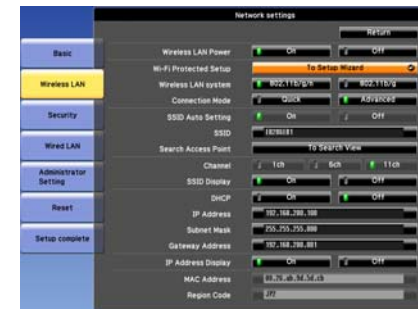 Network settings
Return
Basic
Wireless LAN
Security
Wired LAN
Administrator
Setting
Reset
Setup complete
Wireless LAN Power On Off
Wi-Fi Protected Setup To Setup Wizard
Wireless LAN system 802.11b/g/n 802.11b/g
Connection Mode Quick Advanced
SSID Auto Setting On Off
SSID
Search Access Point To Search View
Channel 1ch 6ch 11ch
SSID Display On Off
DHCP On Off
IP Address 192.168.200.100
Subnet Mask 255.255.255.000
Gateway Address 192.168.200.001
IP Address Display On Off
MAC Address
Region Code